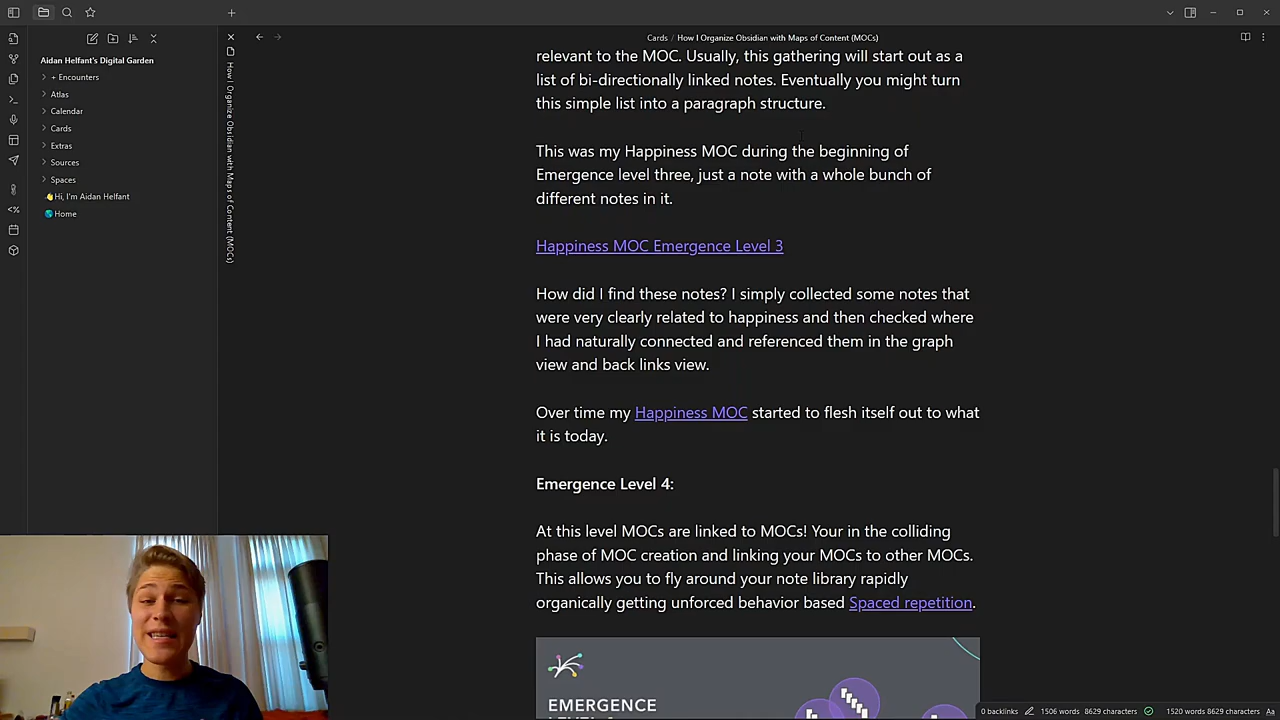 Cards / How I Organize Obsidian with Maps of Content (MOCs)
Aidan Helfant's Digital Garden
+ Encounters
Atlas
Calendar
Cards
Extras
Sources
Spaces
👋Hi, I'm Aidan Helfant
🌎Home
How I Organize Obsidian with Maps of Content (MOCs)
relevant to the MOC. Usually, this gathering will start out as a
list of bi-directionally linked notes. Eventually you might turn
this simple list into a paragraph structure.
This was my Happiness MOC during the beginning of
Emergence level three, just a note with a whole bunch of
different notes in it.
Happiness MOC Emergence Level 3
How did I find these notes? I simply collected some notes that
were very clearly related to happiness and then checked where
I had naturally connected and referenced them in the graph
view and back links view.
Over time my Happiness MOC started to flesh itself out to what
it is today.
Emergence Level 4:
At this level MOCs are linked to MOCs! Your in the colliding
phase of MOC creation and linking your MOCs to other MOCs.
This allows you to fly around your note library rapidly
organically getting unforced behavior based Spaced repetition.
EMERGENCE
0 backlinks 1506 words 8629 characters 1520 words 8629 characters Aa